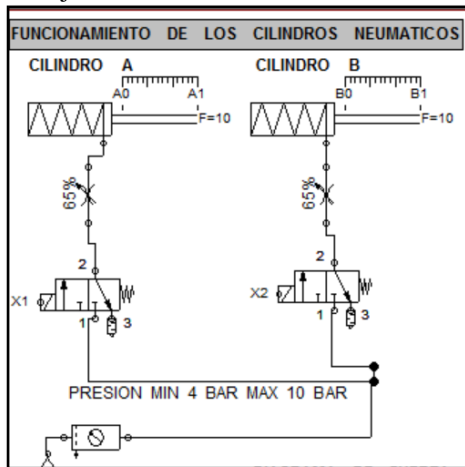 FUNCIONAMIENTO DE LOS CILINDROS NEUMATICOS
CILINDRO A
CILINDRO B
A0 A1
B0 B1
F=10
F=10
65%
65%
2
2
X1
X2
1
3
1
3
PRESION MIN 4 BAR MAX 10 BAR